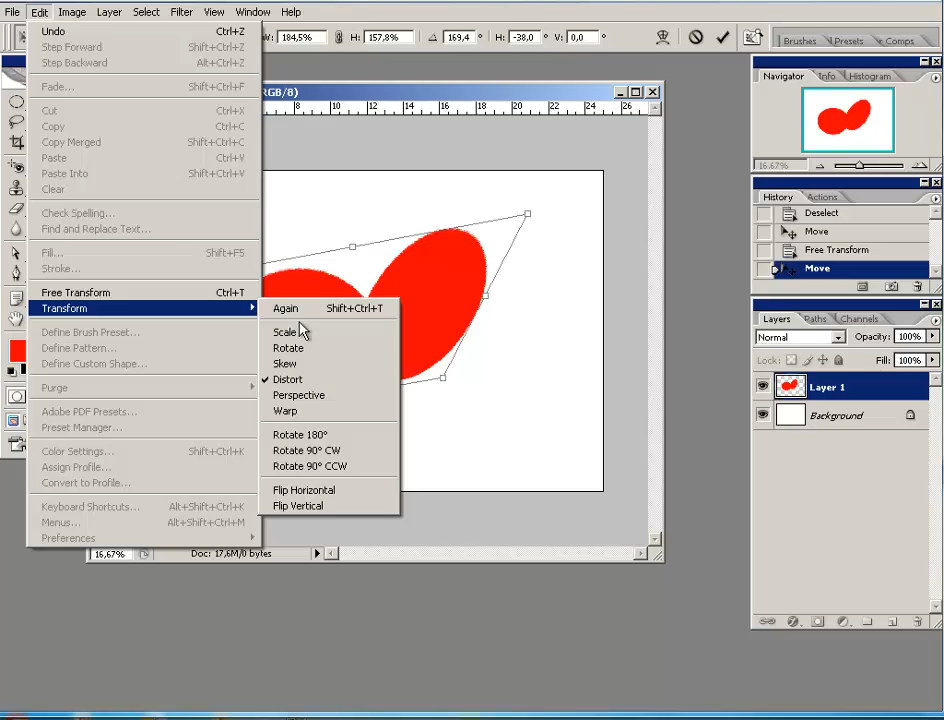 File Edit Image Layer Select Filter View Window Help
W: 184,5% H: 157,8% 169,4 ° H: -38,0 ° V: 0,0 °
Brushes Presets Comps
Undo Ctrl+Z
Step Forward Shift+Ctrl+Z
Step Backward Alt+Ctrl+Z
Fade... Shift+Ctrl+F
Cut Ctrl+X
Copy Ctrl+C
Copy Merged Shift+Ctrl+C
Paste Ctrl+V
Paste Into Shift+Ctrl+V
Clear
Check Spelling...
Find and Replace Text...
Fill... Shift+F5
Stroke...
Free Transform Ctrl+T
Transform
Define Brush Preset...
Define Pattern...
Define Custom Shape...
Purge
Adobe PDF Presets...
Preset Manager...
Color Settings... Shift+Ctrl+K
Assign Profile...
Convert to Profile...
Keyboard Shortcuts... Alt+Shift+Ctrl+K
Menus... Alt+Shift+Ctrl+M
Preferences
Again Shift+Ctrl+T
Scale
Rotate
Skew
Distort
Perspective
Warp
Rotate 180°
Rotate 90° CW
Rotate 90° CCW
Flip Horizontal
Flip Vertical
RGB/8)
8 10 12 14 16 18 20 22 24 26
16,67% Doc: 17,6M/0 bytes
Navigator Info Histogram
16.67%
History Actions
Deselect
Move
Free Transform
Move
Layers Paths Channels
Normal Opacity: 100%
Lock: Fill: 100%
Layer 1
Background